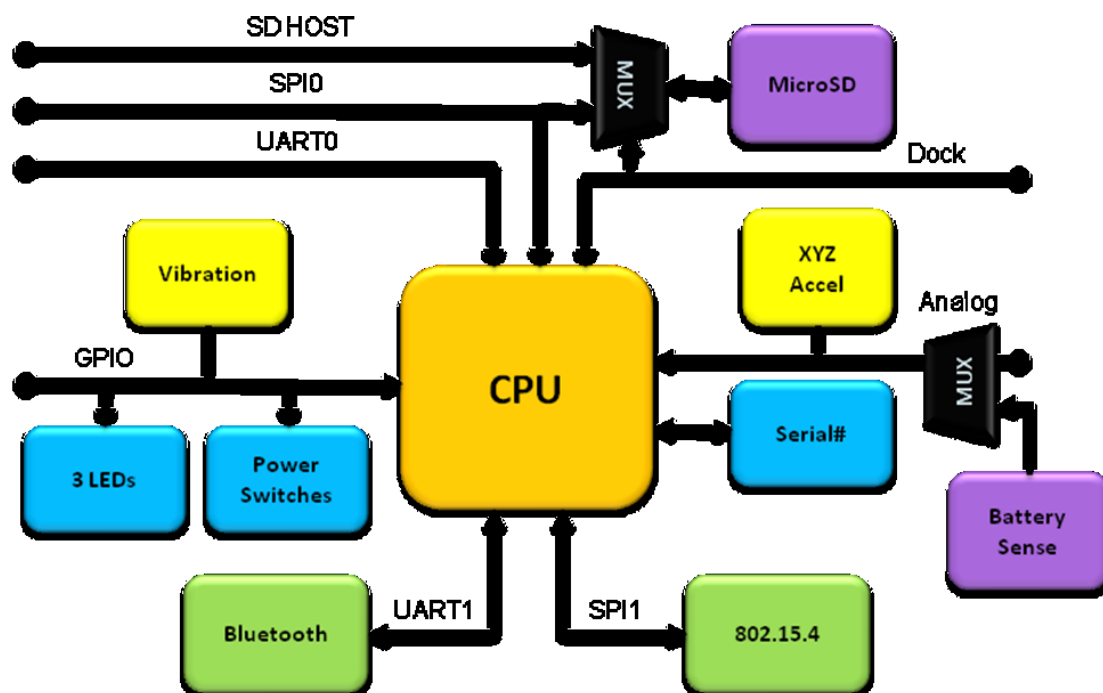 SD HOST
MUX
MicroSD
SPI0
UART0
Dock
Vibration
XYZ
Accel
Analog
GPIO
CPU
MUX
3 LEDs
Power
Switches
Serial#
Battery
Sense
Bluetooth
UART1
SPI1
802.15.4